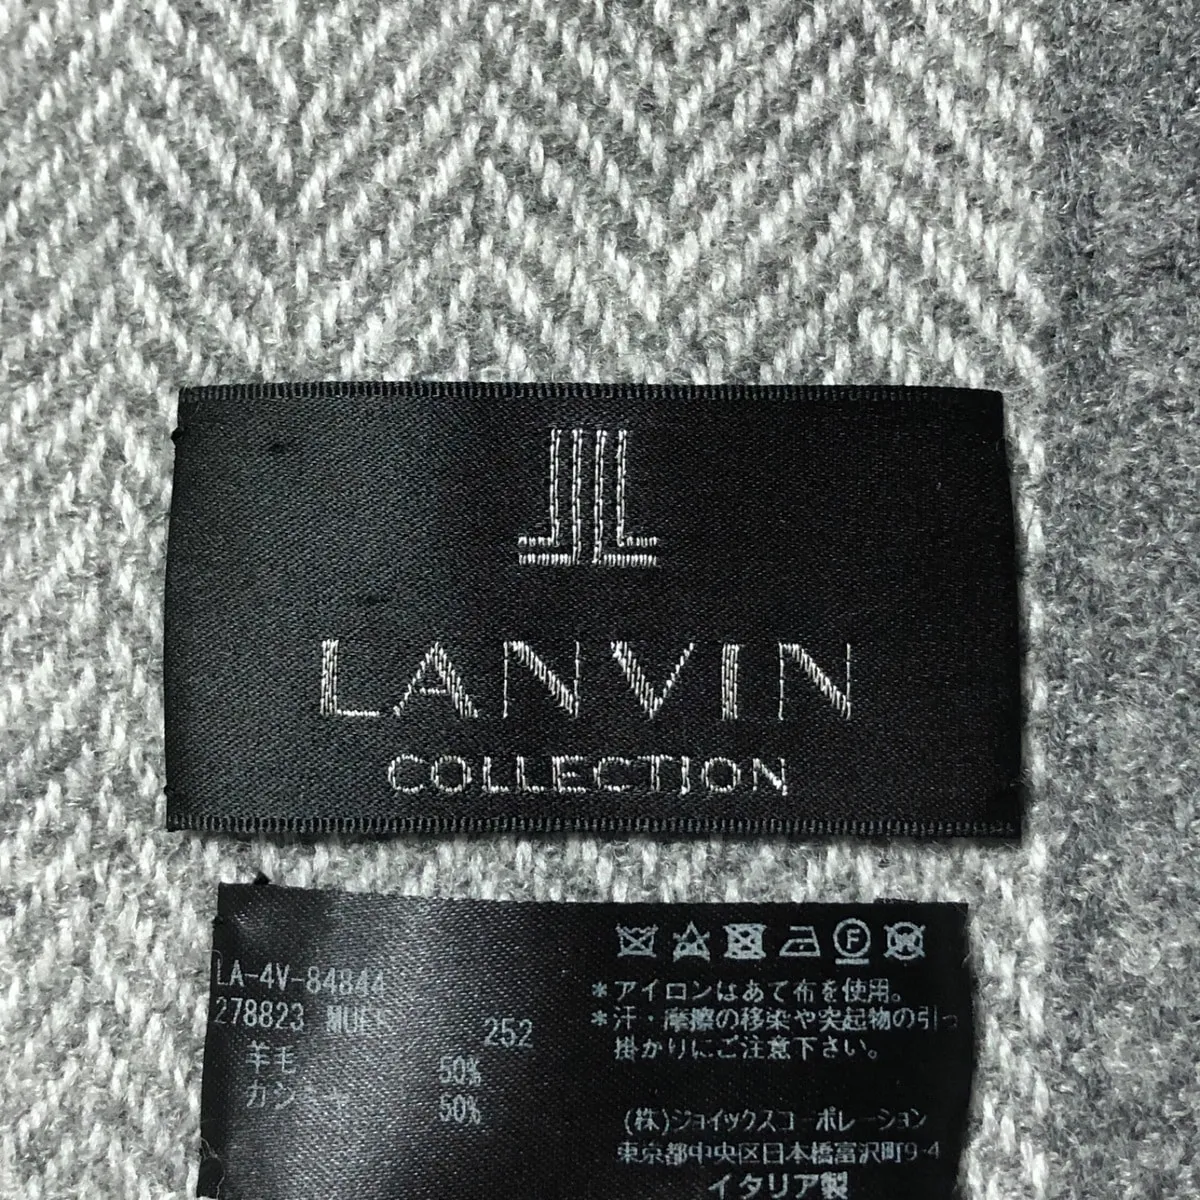 LANVIN
COLLECTION
LA-4V-84844
278823
252
羊毛 50%
カシミヤ 50%
F
*アイロンはあて布を使用。
*汗・摩擦の移染や突起物の引っ
掛かりにご注意下さい。
(株)ジョイックスコーポレーション
東京都中央区日本橋富沢町9-4
イタリア製